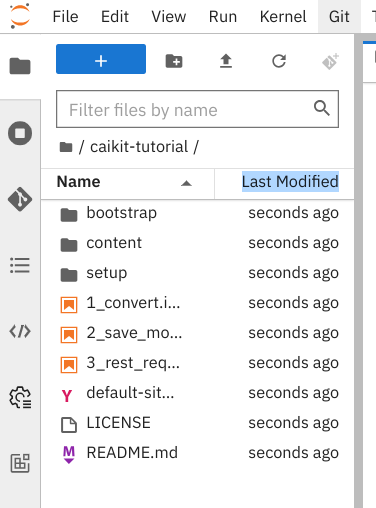 File Edit View Run Kernel Git
Filter files by name
/ caikit-tutorial /
Name Last Modified
bootstrap seconds ago
content seconds ago
setup seconds ago
1_convert.i... seconds ago
2_save_mo... seconds ago
3_rest_req... seconds ago
Y default-sit... seconds ago
LICENSE seconds ago
M README.md seconds ago